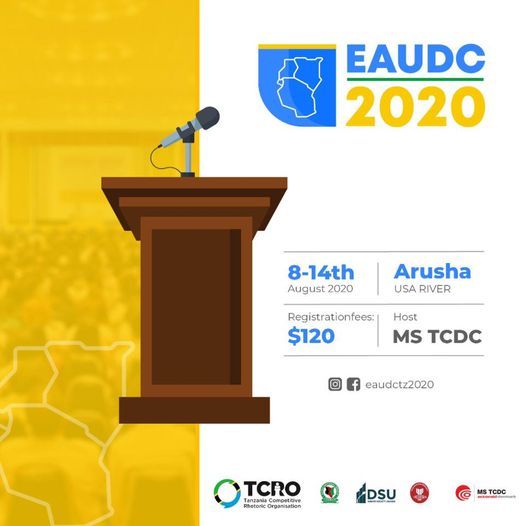 EAUDC
2020
8-14th
August 2020
Arusha
USA RIVER
Registrationfees:
$120
Host
MS TCDC
eaudctz2020
TCRO
Tanzania Competitive
Rhetoric Organisation
DSU
MS TCDC